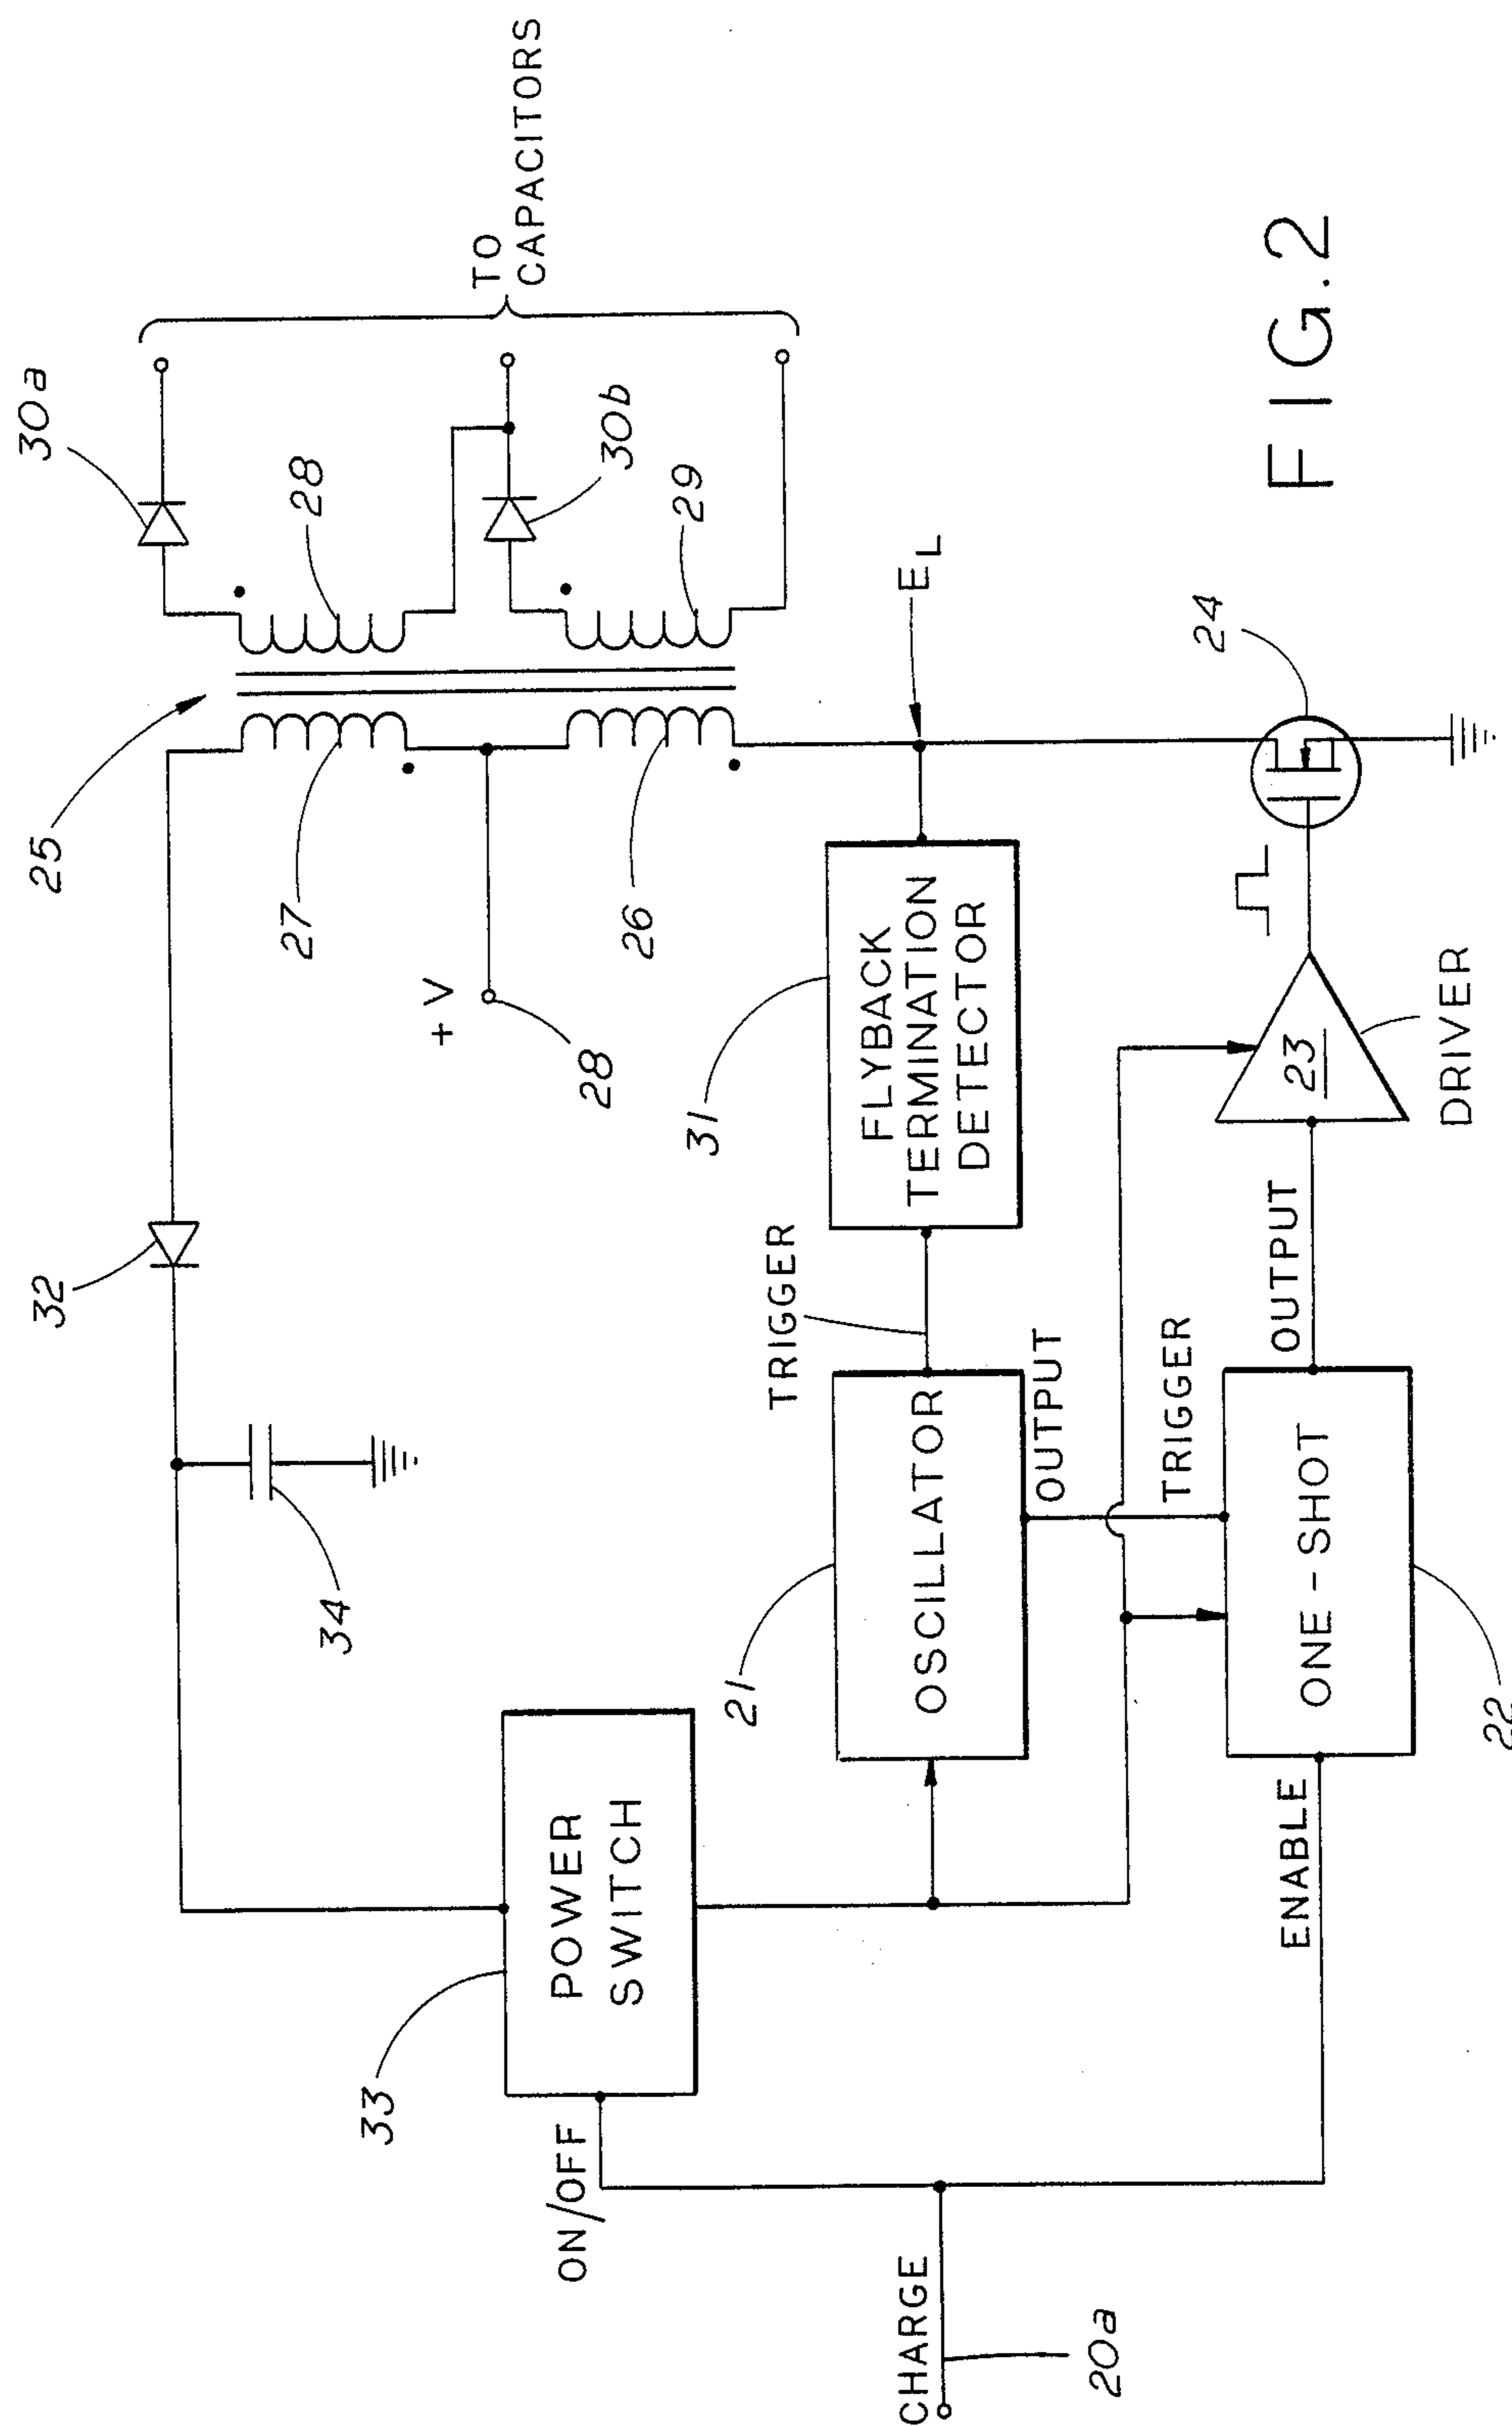 30a
25
TO
CAPACITORS
32
27
28
34
+ V
28
30b
33
POWER
SWITCH
26
29
ON/OFF
31
TRIGGER
FLYBACK
TERMINATION
DETECTOR
EL
21
OSCILLATOR
CHARGE
OUTPUT
20a
TRIGGER
24
ENABLE
ONE-SHOT
OUTPUT
23
DRIVER
22
FIG.2